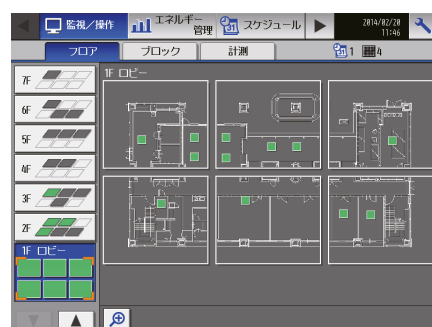 監視／操作
エネルギー
管理
31
スケジュール
2014/02/20
11:46
フロア
ブロック
計測
31
1
4
7F
6F
5F
4F
3F
2F
1F ロビー
1F ロビー